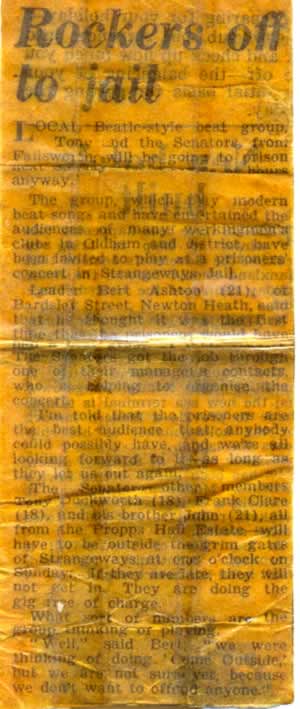 Rockers off
to jail
LOCAL Beatle-style beat group,
Tony and the Senators, from
Failsworth, will be going to prison
anyway.
The group, which play modern
beat songs and have entertained the
audiences of many workingmen's
clubs in Oldham and district, have
been invited to play at a prisoners'
concert in Strangeways Jail.
Leader Bert Ashton (21), of
Bardsley Street, Newton Heath, said
that he thought it was the first
The Senators got the job through
one of their manager's contacts,
who is helping to organise the
concert.
"I'm told that the prisoners are
the best audience that anybody
could possibly have, and we're all
looking forward to it—as long as
they let us out again."
The Senators' other members
Tony (18), Frank Clare
(18), and his brother John (21), all
from the Propps Hall Estate will
have to be outside the grim gates
of Strangeways at one o'clock on
Sunday. If they are late, they will
not get in. They are doing the
gig free of charge.
What sort of numbers are the
group thinking of playing.
"Well," said Bert, "we were
thinking of doing 'Come Outside,'
but we are not sure yet, because
we don't want to offend anyone."